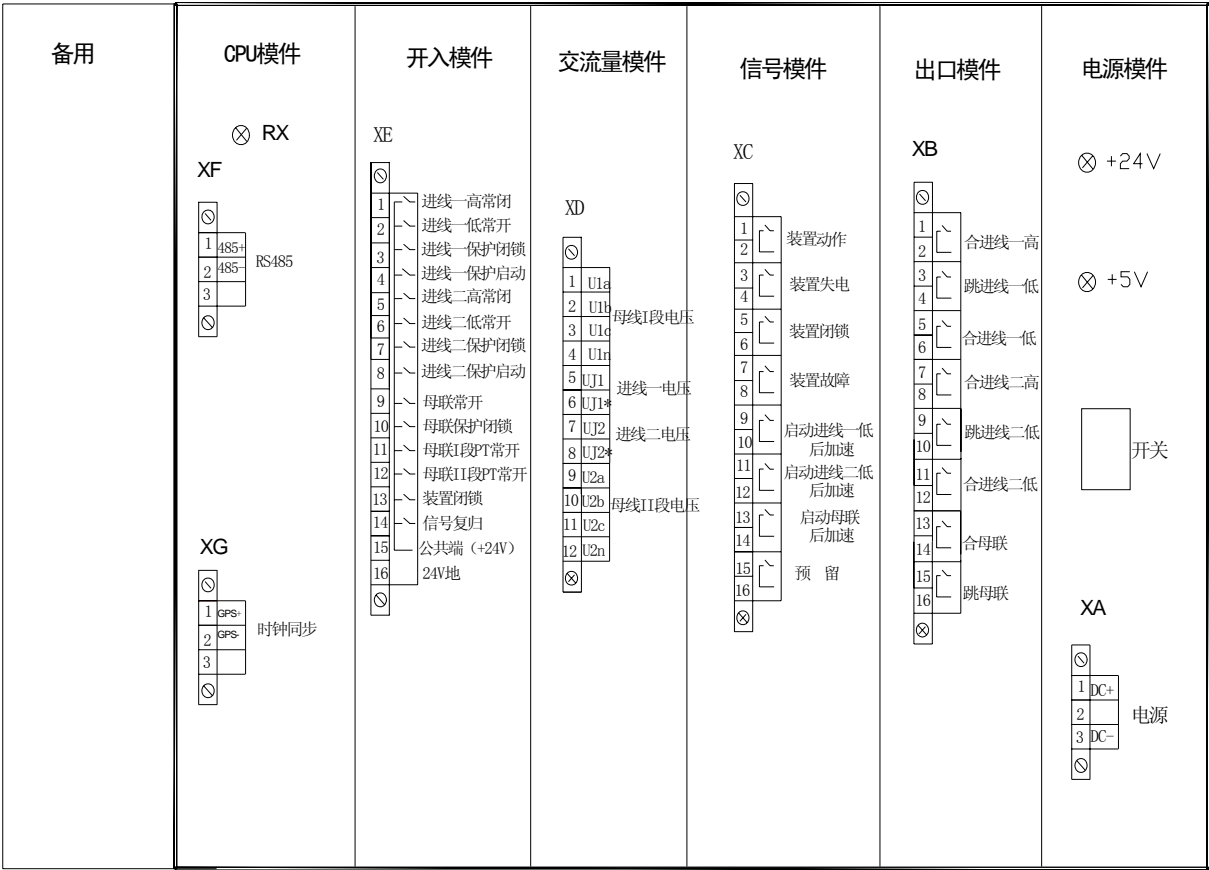 备用
CPU模件
RX
XF
1 485+
2 485-
3
RS485
XG
1 GPS+
2 GPS-
3
时钟同步
开入模件
XE
1 进线一高常闭
2 进线一低常开
3 进线一保护闭锁
4 进线一保护启动
5 进线二高常闭
6 进线二低常开
7 进线二保护闭锁
8 进线二保护启动
9 母联常开
10 母联保护闭锁
11 母联I段PT常开
12 母联II段PT常开
13 装置闭锁
14 信号复归
15 公共端（+24V）
16 24V地
交流量模件
XD
1 U1a
2 U1b
3 U1c
4 U1n
母线I段电压
5 UJ1
6 UJ1*
进线一电压
7 UJ2
8 UJ2*
进线二电压
9 U2a
10 U2b
11 U2c
12 U2n
母线II段电压
信号模件
XC
1
2
装置动作
3
4
装置失电
5
6
装置闭锁
7
8
装置故障
9
10
启动进线一低
后加速
11
12
启动进线二低
后加速
13
14
启动母联
后加速
15
16
预 留
出口模件
XB
1
2
合进线一高
3
4
跳进线一低
5
6
合进线一低
7
8
合进线二高
9
10
跳进线二低
11
12
合进线二低
13
14
合母联
15
16
跳母联
电源模件
+24V
+5V
开关
XA
1 DC+
2
3 DC-
电源